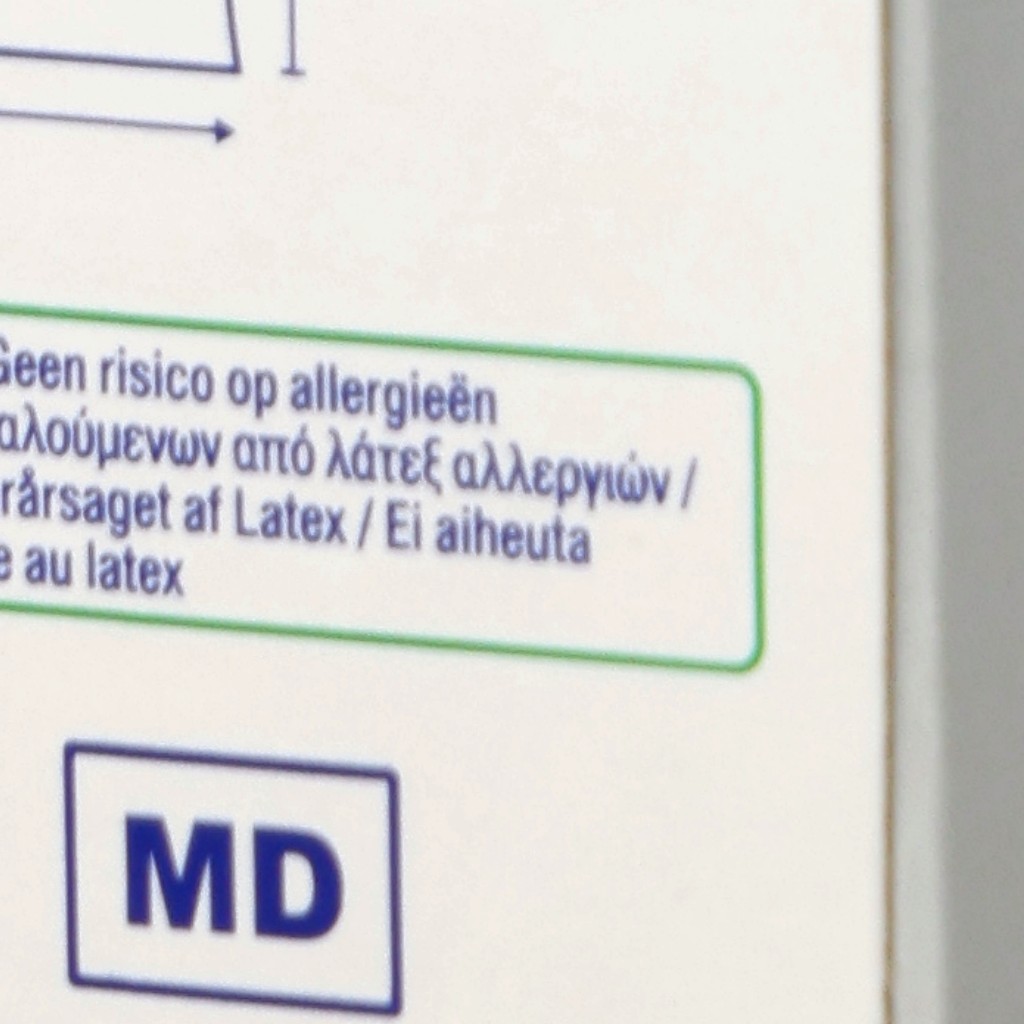 Geen risico op allergieën
αλούμενων από λάτεξ αλλεργιών /
rårsaget af Latex / Ei aiheuta
e au latex
MD